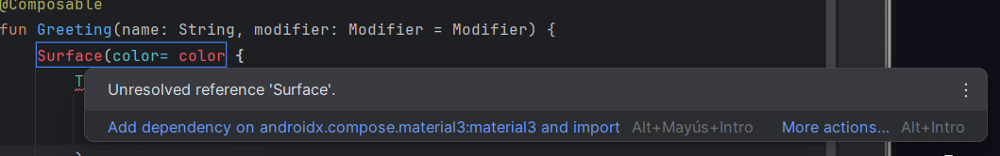 @Composable
fun Greeting(name: String, modifier: Modifier = Modifier) {
Surface(color= color {
T
Unresolved reference 'Surface'.
Add dependency on androidx.compose.material3:material3 and import Alt+Mayús+Intro More actions... Alt+Intro